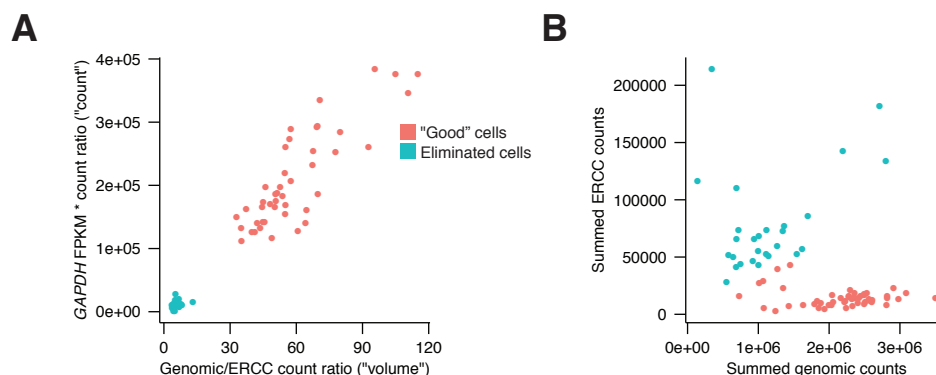 A
B
GAPDH FPKM * count ratio ("count")
4e+05
3e+05
2e+05
1e+05
0e+00
0
30
60
90
120
Genomic/ERCC count ratio ("volume")
"Good” cells
Eliminated cells
Summed ERCC counts
200000
150000
100000
50000
0
0e+00
1e+06
2e+06
3e+06
Summed genomic counts